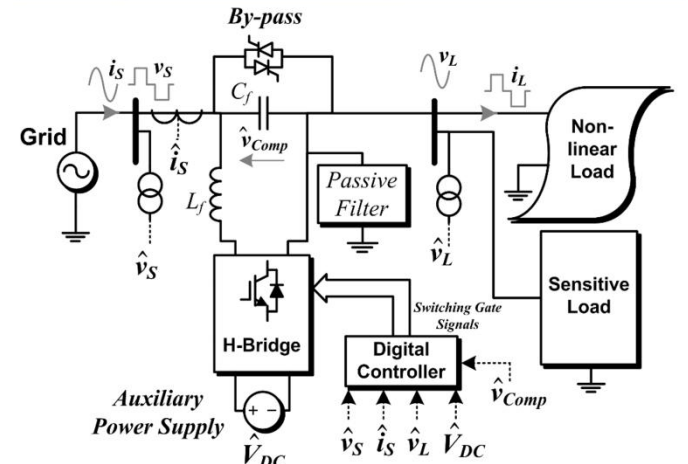 By-pass
i_S
v_S
C_f
v̂_Comp
v_L
i_L
Grid
î_S
Non-
linear
Load
L_f
Passive
Filter
v̂_S
v̂_L
Switching Gate
Signals
Sensitive
Load
H-Bridge
Digital
Controller
v̂_Comp
Auxiliary
Power Supply
+ −
V̂_DC
v̂_S î_S v̂_L V̂_DC